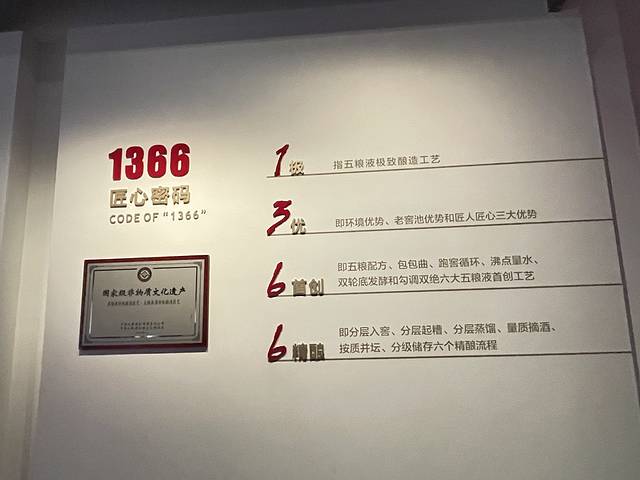 1366
匠心密码
CODE OF "1366"
国家级非物质文化遗产
1极
指五粮液极致酿造工艺
3优
即环境优势、老窖池优势和匠人匠心三大优势
6首创
即五粮配方、包包曲、跑窖循环、沸点量水、
双轮底发酵和勾调双绝六大五粮液首创工艺
6精酿
即分层入窖、分层起糟、分层蒸馏、量质摘酒、
按质并坛、分级储存六个精酿流程